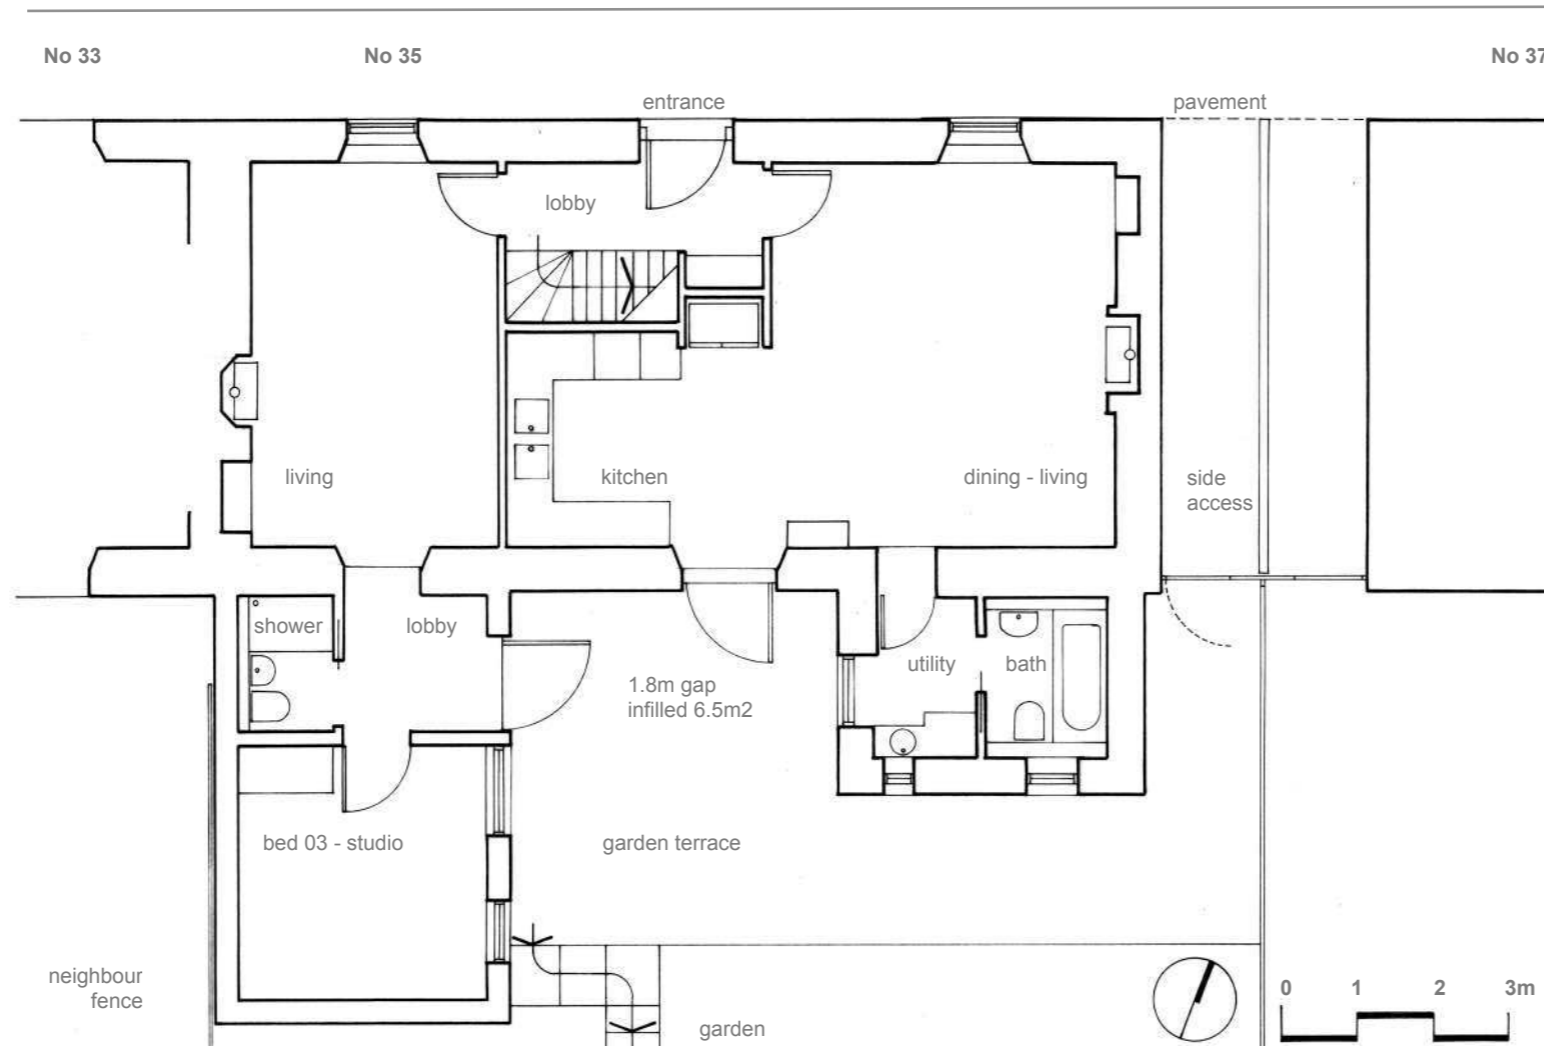 No 33
No 35
No 37
entrance
pavement
lobby
living
kitchen
dining - living
side
access
shower
lobby
utility
bath
1.8m gap
infilled 6.5m2
bed 03 - studio
garden terrace
neighbour
fence
garden
0 1 2 3m